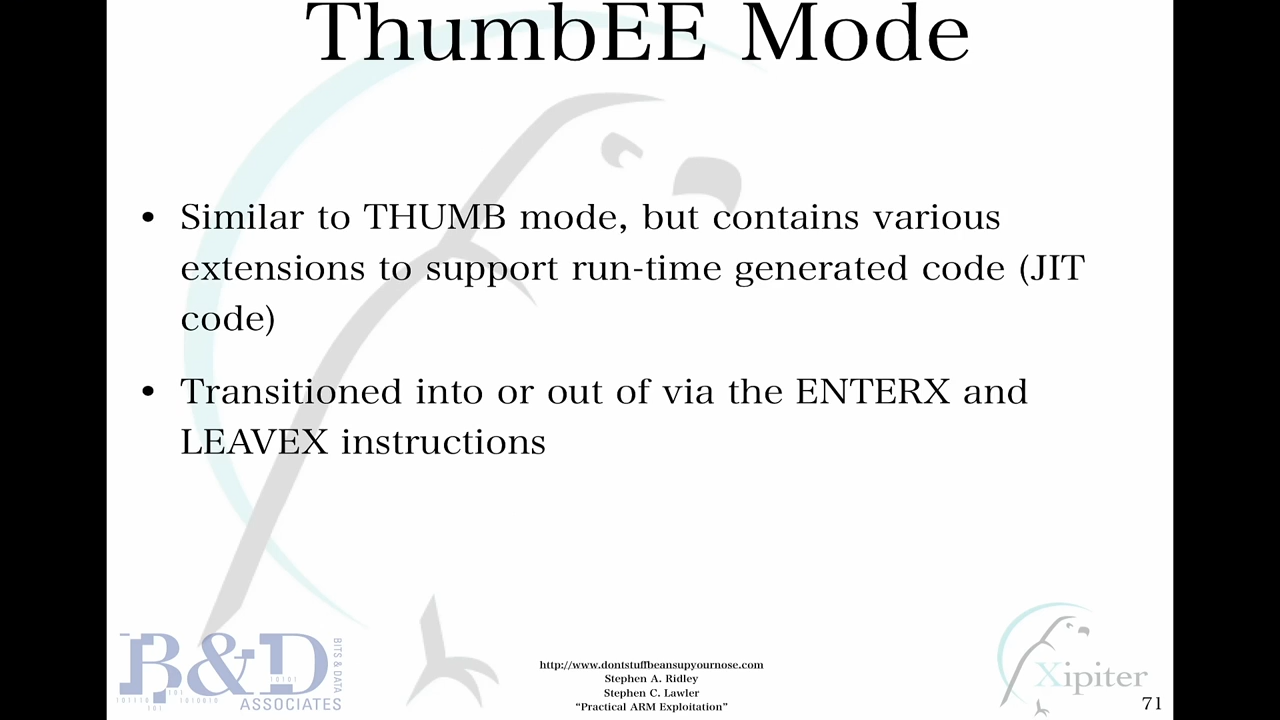 ThumbEE Mode
• Similar to THUMB mode, but contains various
extensions to support run-time generated code (JIT
code)
• Transitioned into or out of via the ENTERX and
LEAVEX instructions
B&D
BITS & DATA
ASSOCIATES
http://www.dontstuffbeansupyournose.com
Stephen A. Ridley
Stephen C. Lawler
“Practical ARM Exploitation”
Xipiter
71